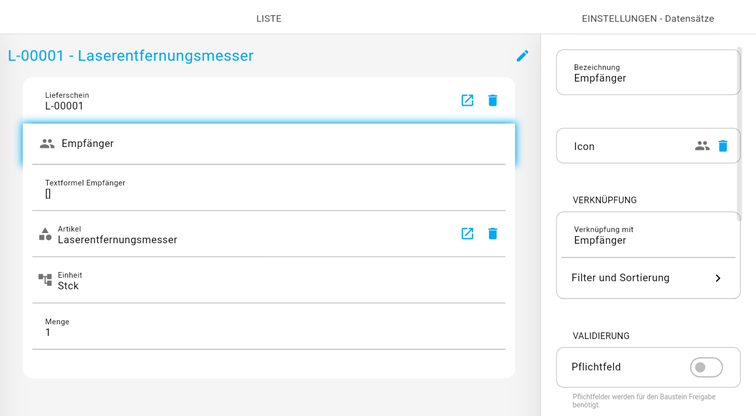 LISTE
EINSTELLUNGEN - Datensätze
L-00001 - Laserentfernungsmesser
Lieferschein
L-00001
Empfänger
Textformel Empfänger
[]
Artikel
Laserentfernungsmesser
Einheit
Stck
Menge
1
Bezeichnung
Empfänger
Icon
VERKNÜPFUNG
Verknüpfung mit
Empfänger
Filter und Sortierung
VALIDIERUNG
Pflichtfeld
Pflichtfelder werden für den Baustein Freigabe
benötigt.